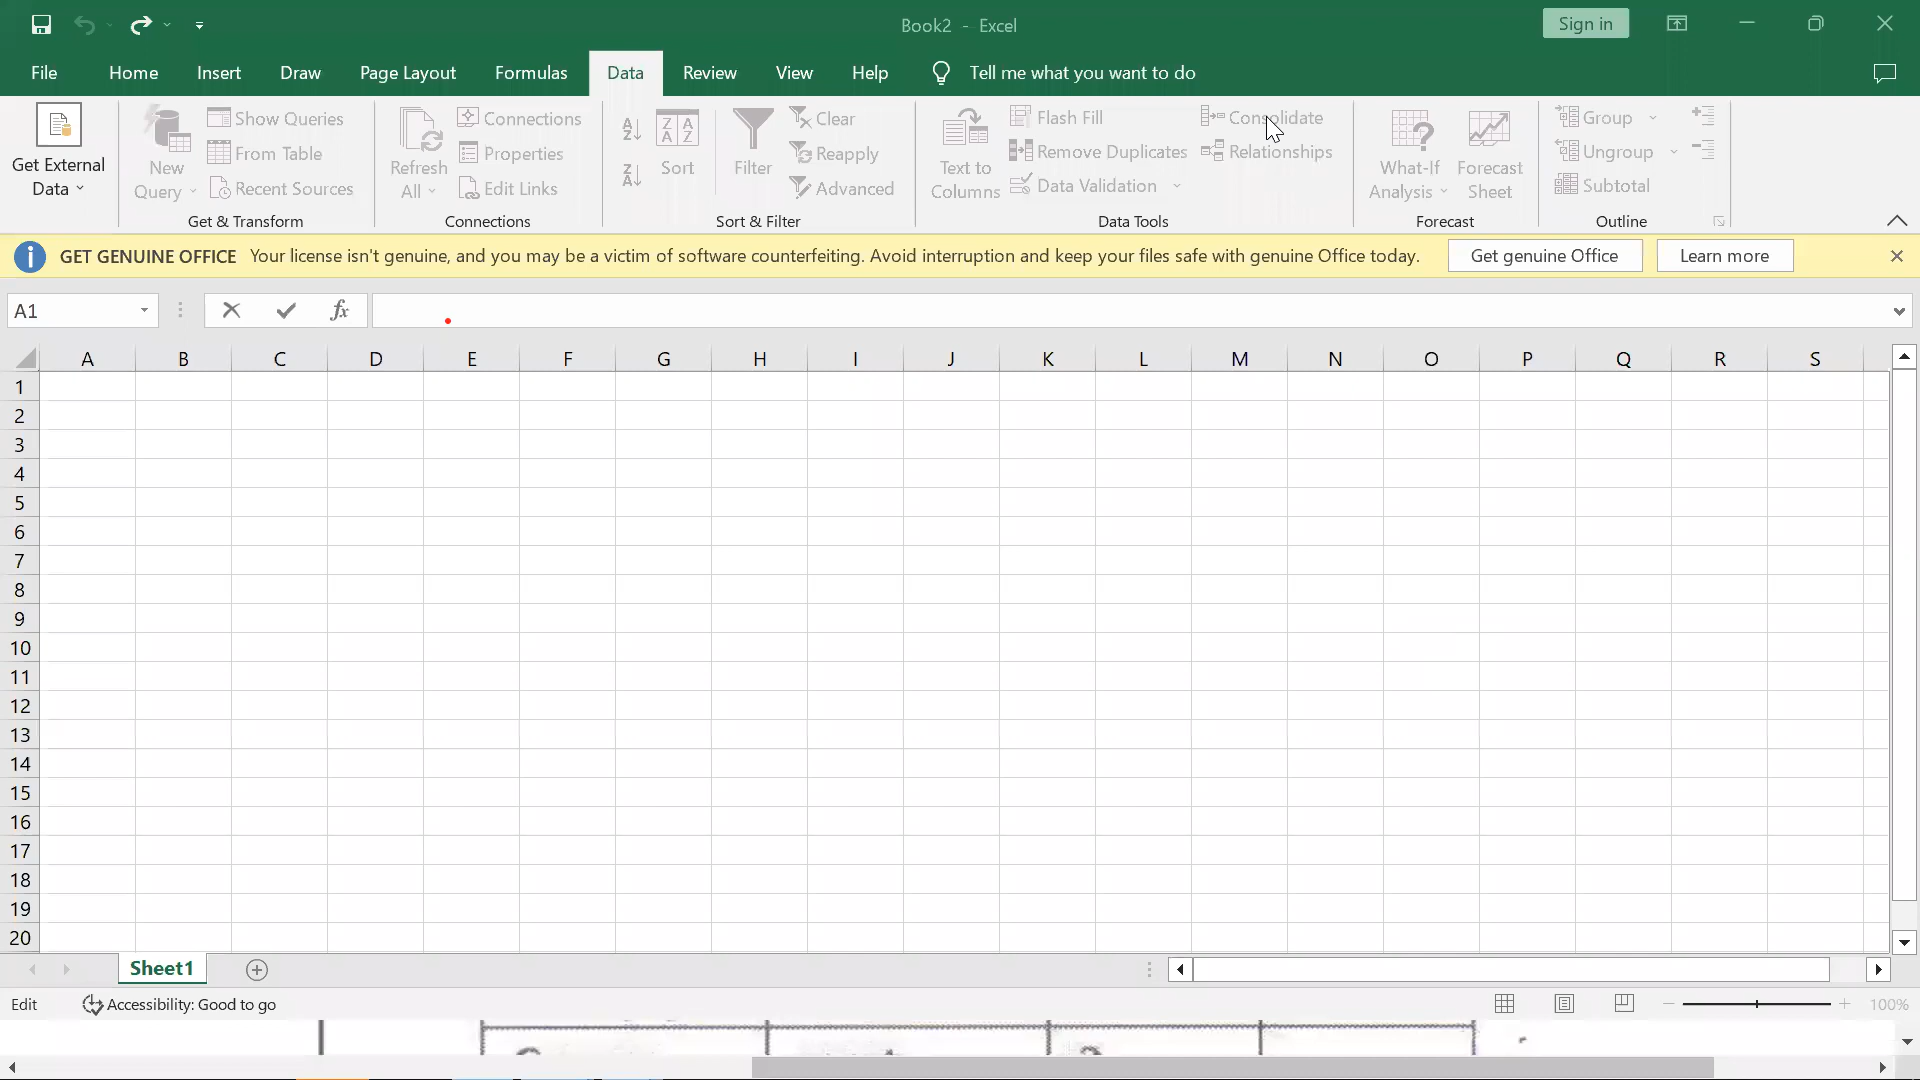 Book2 - Excel
Sign in
File Home Insert Draw Page Layout Formulas Data Review View Help Tell me what you want to do
Get External Data
New Query
Show Queries
From Table
Recent Sources
Get & Transform
Refresh All
Connections
Properties
Edit Links
Connections
Sort
Filter
Clear
Reapply
Advanced
Sort & Filter
Text to Columns
Flash Fill
Remove Duplicates
Data Validation
Consolidate
Relationships
Data Tools
What-If Analysis
Forecast Sheet
Forecast
Group
Ungroup
Subtotal
Outline
GET GENUINE OFFICE Your license isn't genuine, and you may be a victim of software counterfeiting. Avoid interruption and keep your files safe with genuine Office today. Get genuine Office Learn more
A1 fx
A B C D E F G H I J K L M N O P Q R S
1
2
3
4
5
6
7
8
9
10
11
12
13
14
15
16
17
18
19
20
Sheet1
Edit Accessibility: Good to go 100%